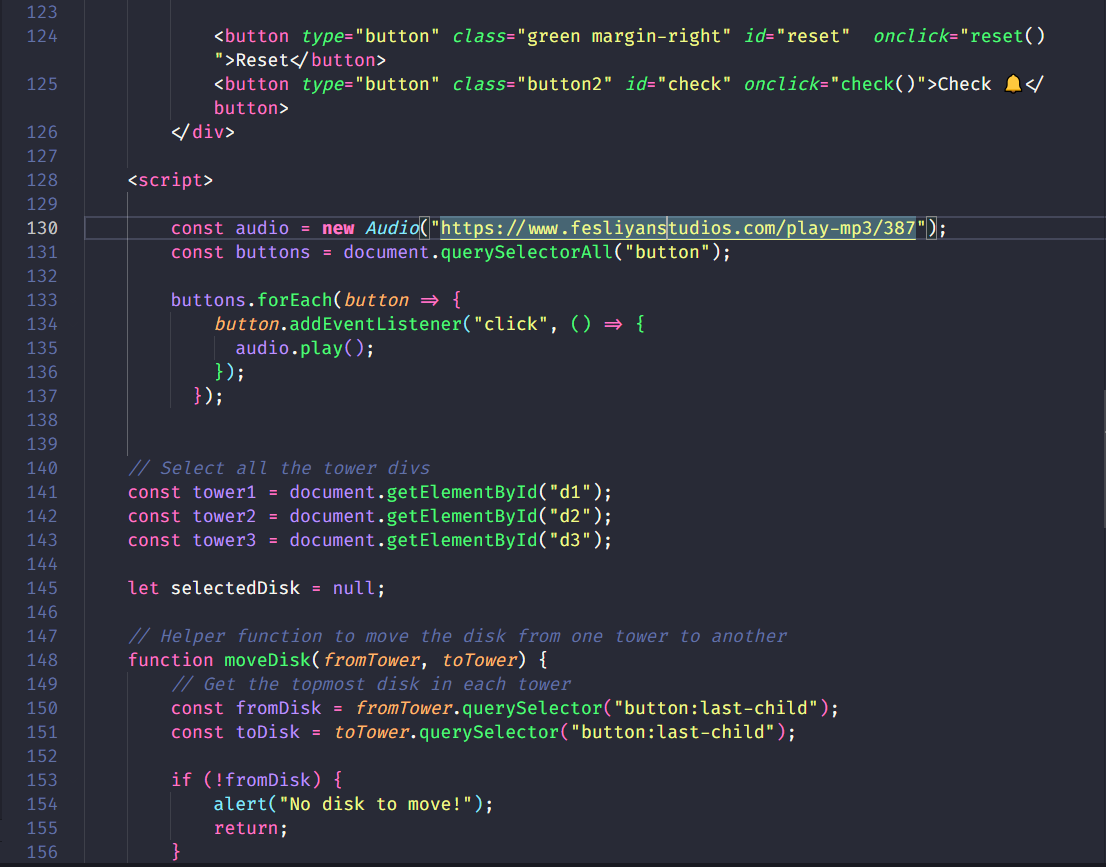 123
124 <button type="button" class="green margin-right" id="reset"  onclick="reset()
">Reset</button>
125 <button type="button" class="button2" id="check" onclick="check()">Check 🔔</
button>
126 </div>
127
128 <script>
129
130 const audio = new Audio("https://www.fesliyanstudios.com/play-mp3/387");
131 const buttons = document.querySelectorAll("button");
132
133 buttons.forEach(button => {
134 button.addEventListener("click", () => {
135 audio.play();
136 });
137 });
138
139
140 // Select all the tower divs
141 const tower1 = document.getElementById("d1");
142 const tower2 = document.getElementById("d2");
143 const tower3 = document.getElementById("d3");
144
145 let selectedDisk = null;
146
147 // Helper function to move the disk from one tower to another
148 function moveDisk(fromTower, toTower) {
149 // Get the topmost disk in each tower
150 const fromDisk = fromTower.querySelector("button:last-child");
151 const toDisk = toTower.querySelector("button:last-child");
152
153 if (!fromDisk) {
154 alert("No disk to move!");
155 return;
156 }